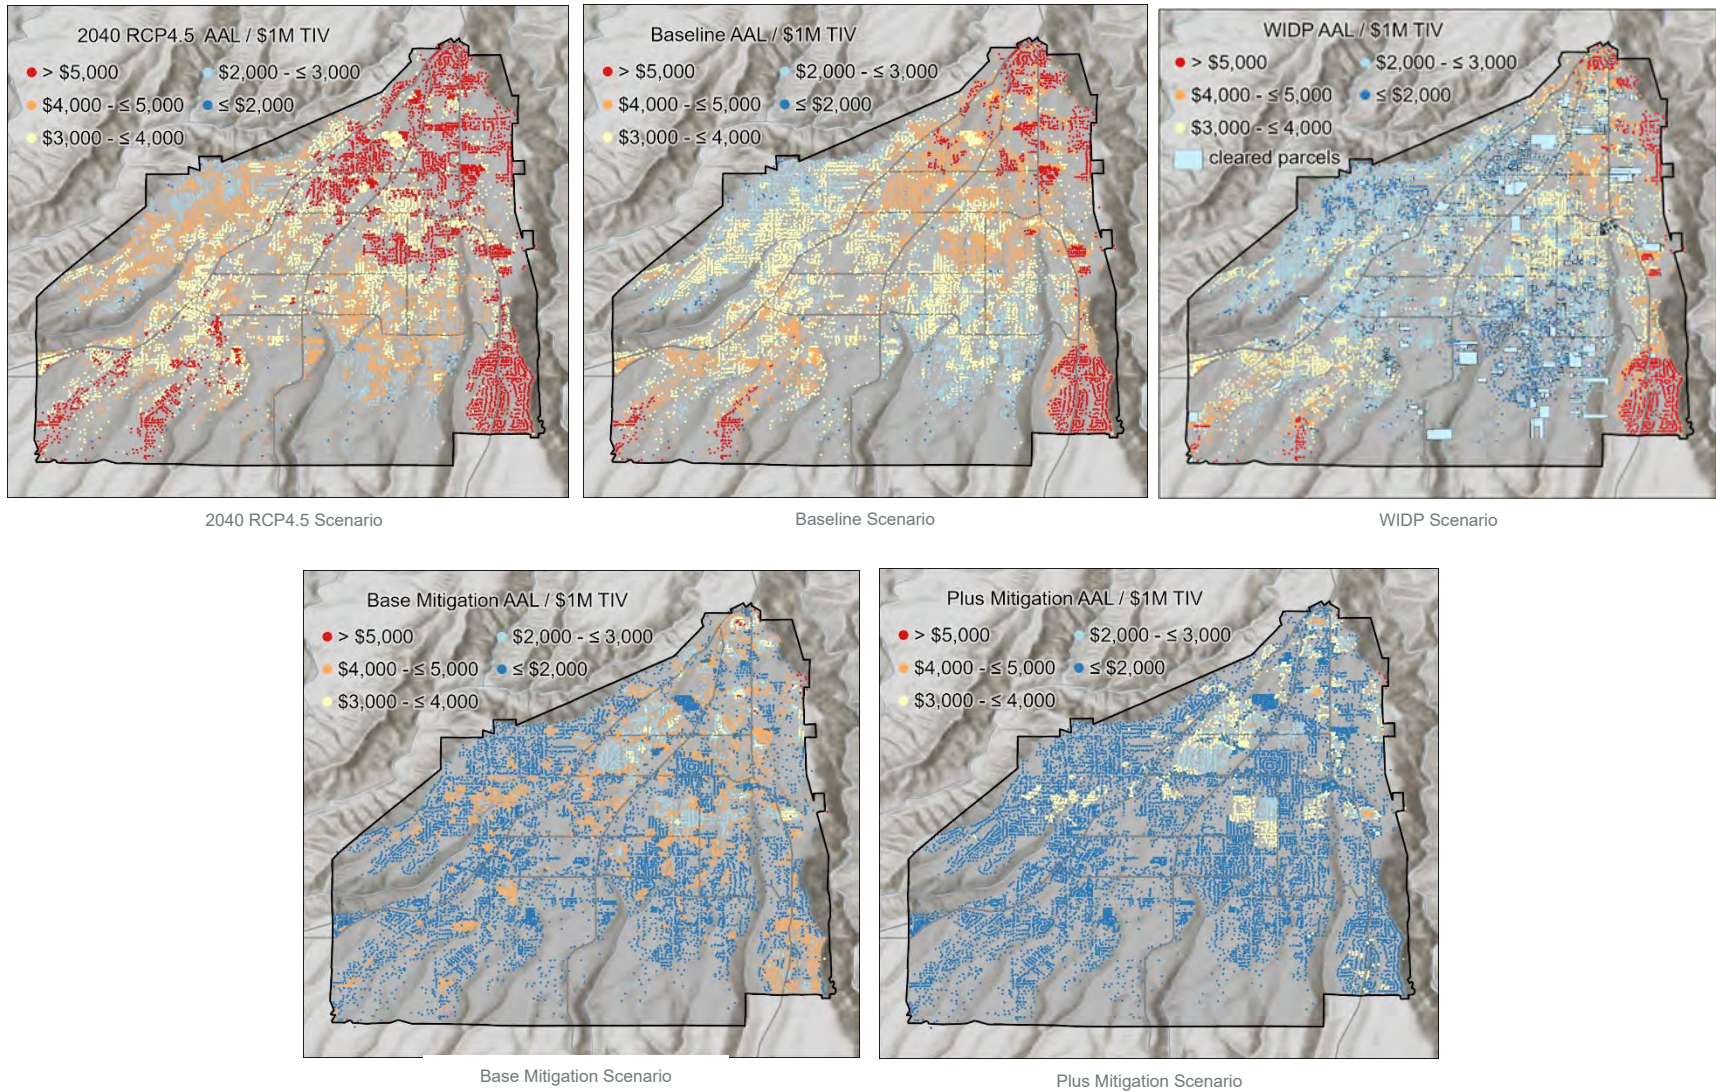 2040 RCP4.5 AAL / $1M TIV
> $5,000
$2,000 - ≤ 3,000
$4,000 - ≤ 5,000
≤ $2,000
$3,000 - ≤ 4,000
2040 RCP4.5 Scenario
Baseline AAL / $1M TIV
> $5,000
$2,000 - ≤ 3,000
$4,000 - ≤ 5,000
≤ $2,000
$3,000 - ≤ 4,000
Baseline Scenario
WIDP AAL / $1M TIV
> $5,000
$2,000 - ≤ 3,000
$4,000 - ≤ 5,000
≤ $2,000
$3,000 - ≤ 4,000
cleared parcels
WIDP Scenario
Base Mitigation AAL / $1M TIV
> $5,000
$2,000 - ≤ 3,000
$4,000 - ≤ 5,000
≤ $2,000
$3,000 - ≤ 4,000
Base Mitigation Scenario
Plus Mitigation AAL / $1M TIV
> $5,000
$2,000 - ≤ 3,000
$4,000 - ≤ 5,000
≤ $2,000
$3,000 - ≤ 4,000
Plus Mitigation Scenario